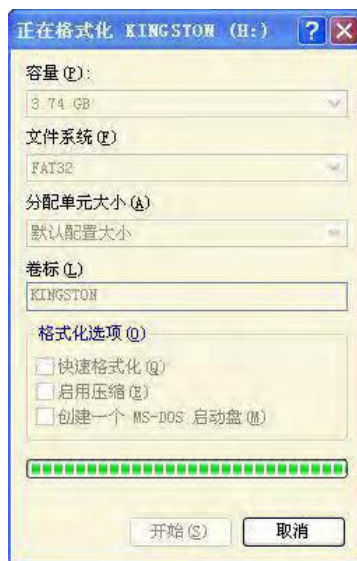 正在格式化 KINGSTON (H:)
容量(P):
3.74 GB
文件系统(F)
FAT32
分配单元大小(A)
默认配置大小
卷标(L)
KINGSTON
格式化选项(O)
快速格式化(Q)
启用压缩(E)
创建一个 MS-DOS 启动盘(M)
开始(S) 取消